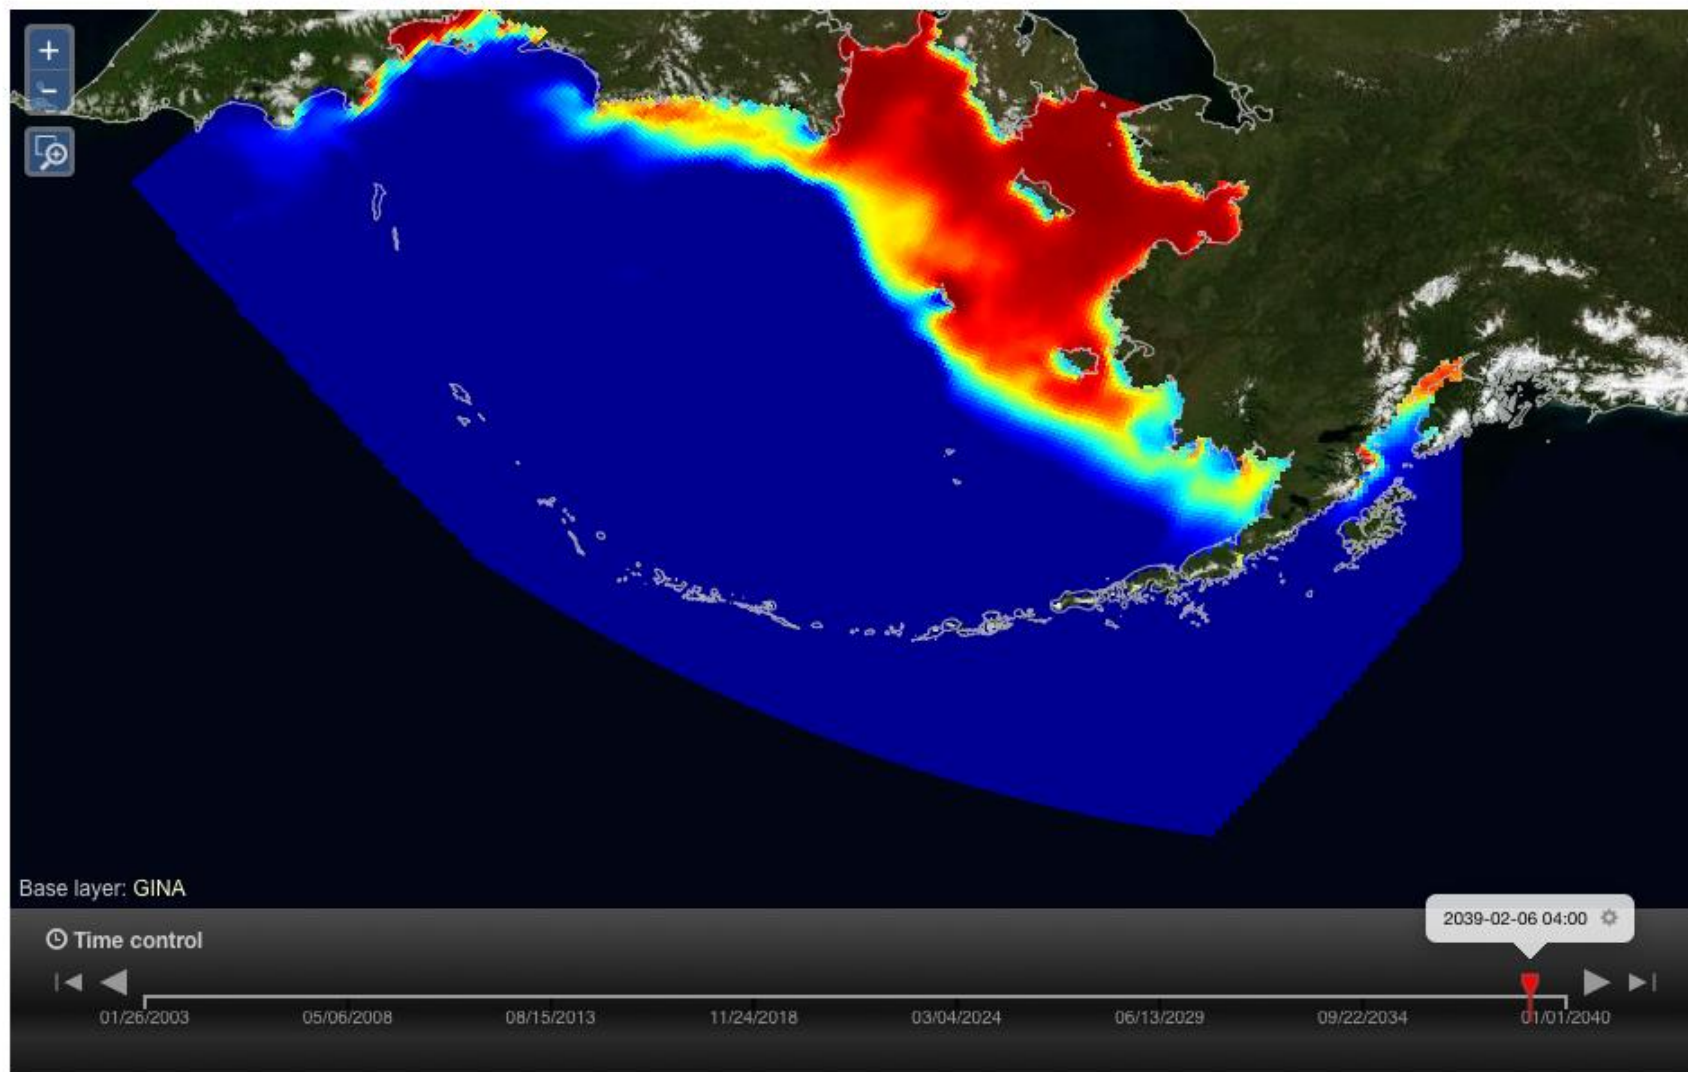 +
−
Base layer: GINA
2039-02-06 04:00
Time control
01/26/2003 05/06/2008 08/15/2013 11/24/2018 03/04/2024 06/13/2029 09/22/2034 01/01/2040